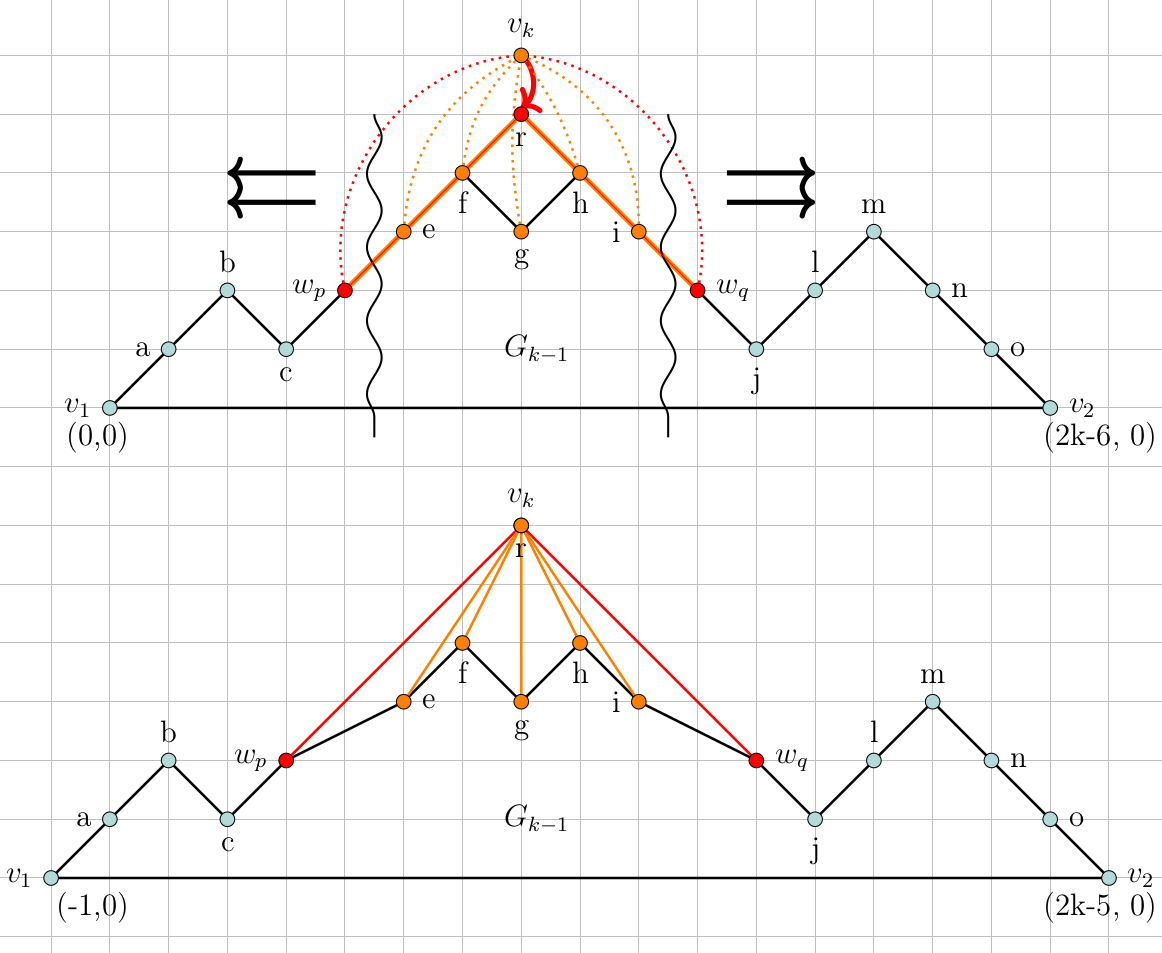 v_k
r
f h m
e g i
b l
w_p w_q n
a G_{k-1} o
c j
v_1 v_2
(0,0) (2k-6, 0)
v_k
r
f h m
e i
g
b l
w_p w_q n
a G_{k-1} o
c j
v_1 v_2
(-1,0) (2k-5, 0)